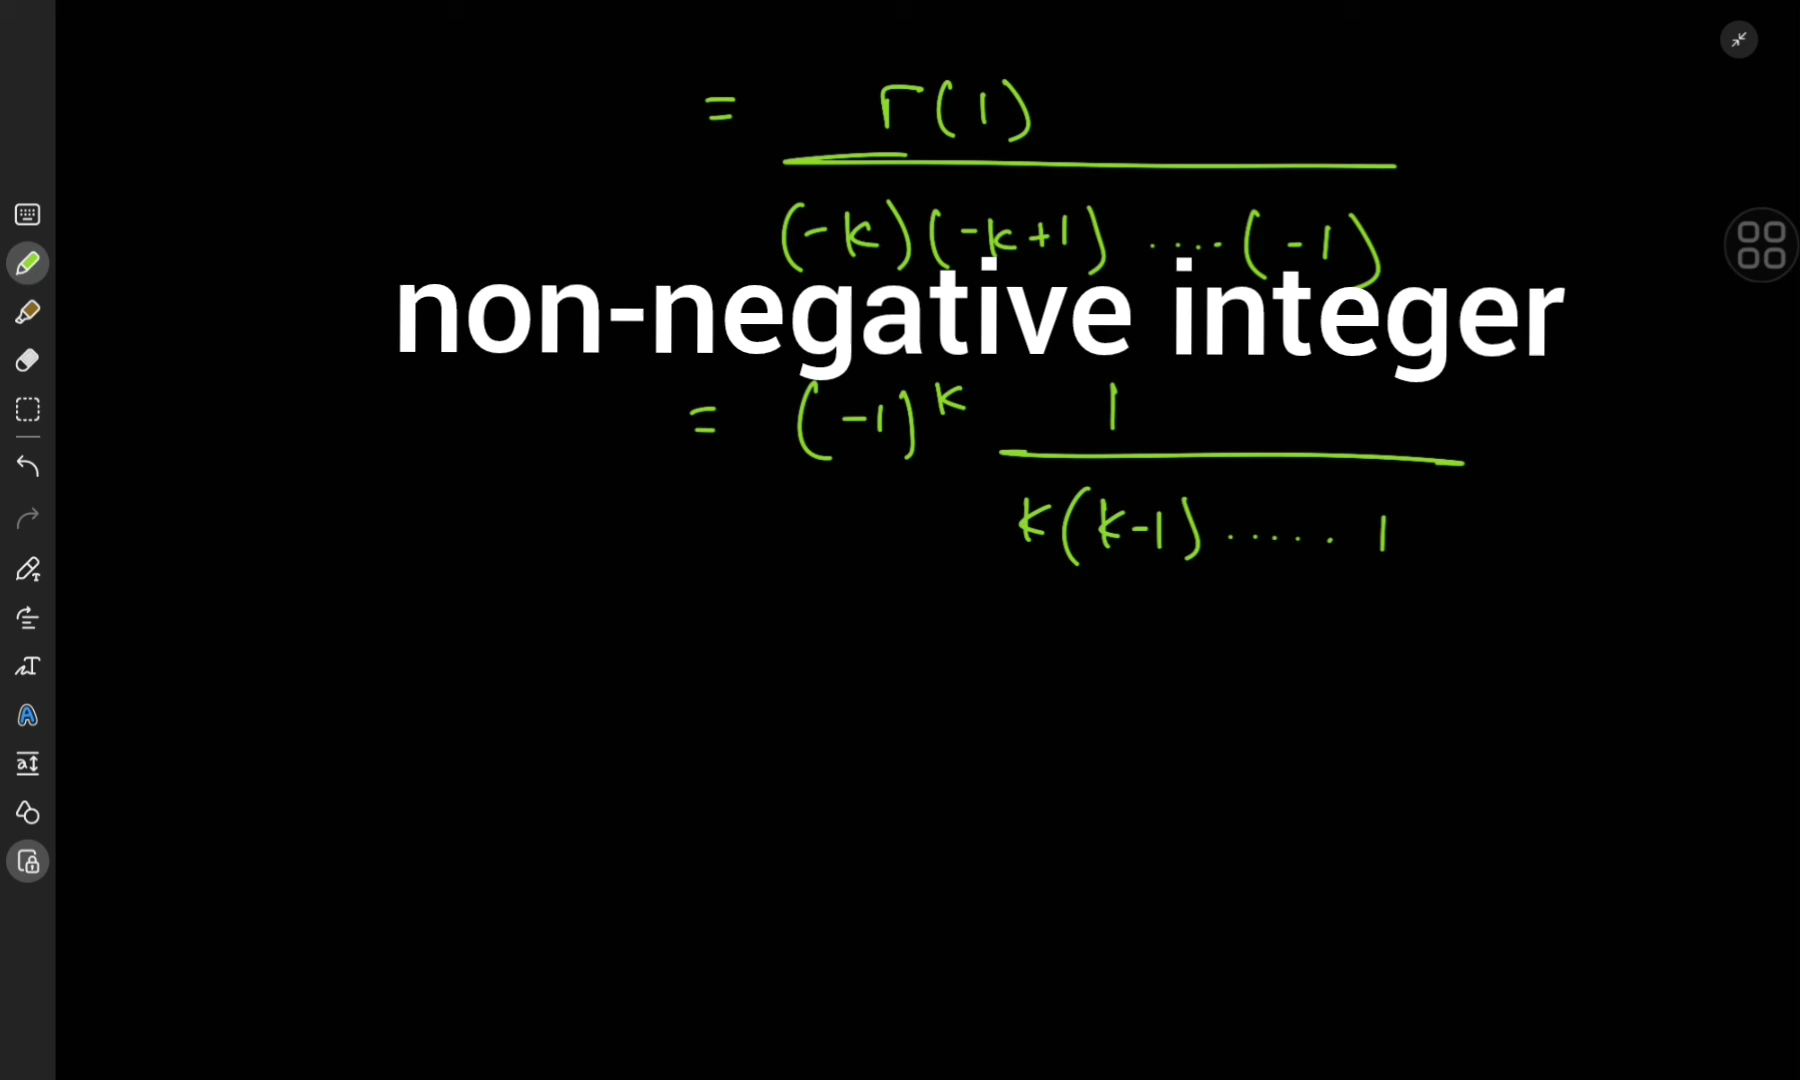 = Γ(1)
(-k)(-k+1) ....(-1)
non-negative integer
= (-1)^k 1
k(k-1)..... 1